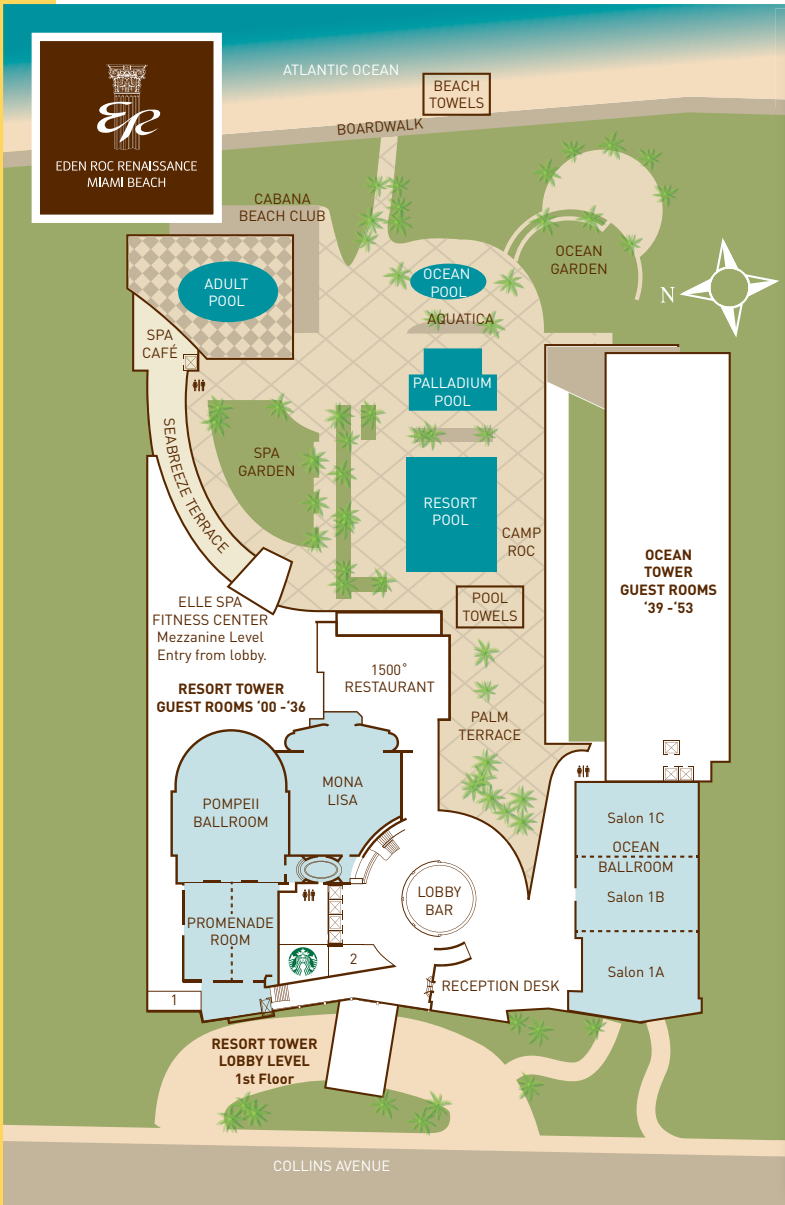 ATLANTIC OCEAN
BEACH
TOWELS
BOARDWALK
ER
EDEN ROC RENAISSANCE
MIAMI BEACH
CABANA
BEACH CLUB
OCEAN
GARDEN
ADULT
POOL
OCEAN
POOL
N
AQUATICA
SPA
CAFÉ
PALLADIUM
POOL
SEABREEZE TERRACE
SPA
GARDEN
RESORT
POOL
CAMP
ROC
OCEAN
TOWER
GUEST ROOMS
‘39 -‘53
POOL
TOWELS
ELLE SPA
FITNESS CENTER
Mezzanine Level
Entry from lobby.
1500°
RESTAURANT
RESORT TOWER
GUEST ROOMS ‘00 -‘36
PALM
TERRACE
MONA
LISA
POMPEII
BALLROOM
Salon 1C
OCEAN
BALLROOM
Salon 1B
LOBBY
BAR
PROMENADE
ROOM
2
Salon 1A
RECEPTION DESK
1
RESORT TOWER
LOBBY LEVEL
1st Floor
COLLINS AVENUE